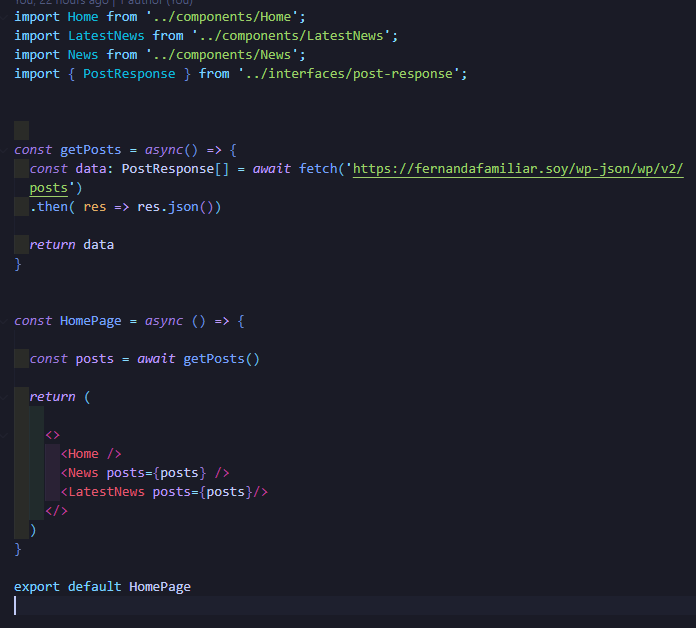 You, 22 hours ago | 1 author (You)
import Home from '../components/Home';
import LatestNews from '../components/LatestNews';
import News from '../components/News';
import { PostResponse } from '../interfaces/post-response';
const getPosts = async() => {
const data: PostResponse[] = await fetch('https://fernandafamiliar.soy/wp-json/wp/v2/
posts')
.then( res => res.json())
return data
}
const HomePage = async () => {
const posts = await getPosts()
return (
<>
<Home />
<News posts={posts} />
<LatestNews posts={posts}/>
</>
)
}
export default HomePage